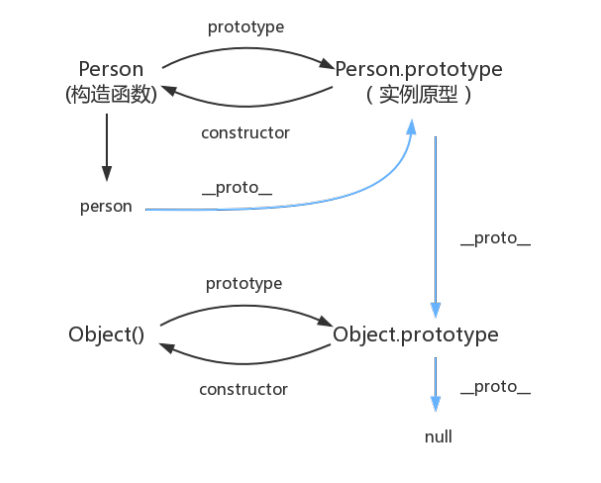 prototype
Person
(构造函数)
Person.prototype
( 实例原型 )
constructor
__proto__
person
__proto__
prototype
Object()
Object.prototype
constructor
__proto__
null